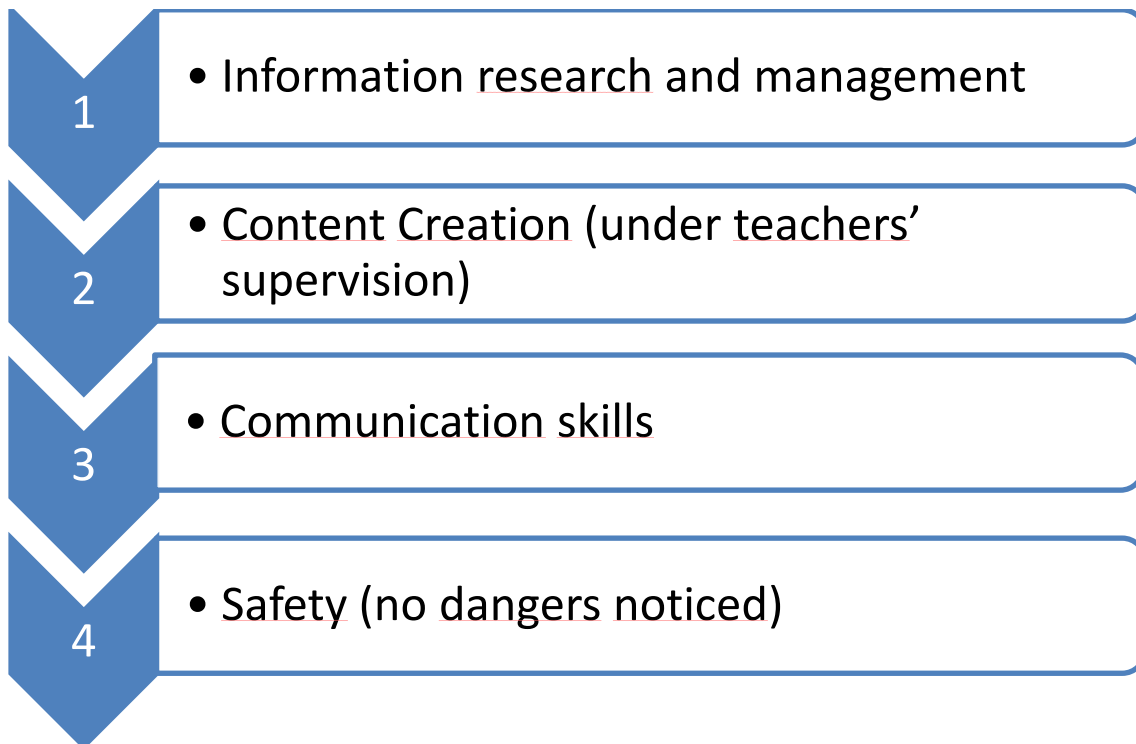 1
• Information research and management
2
• Content Creation (under teachers’
supervision)
3
• Communication skills
4
• Safety (no dangers noticed)